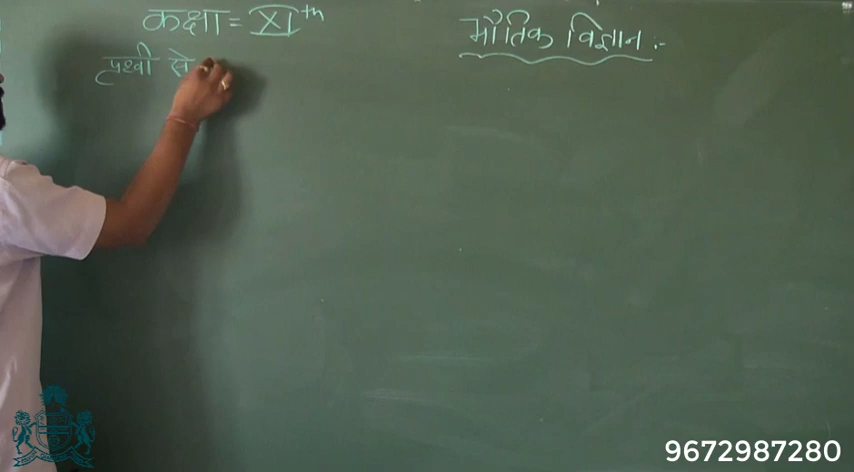 कक्षा = XIth
भौतिक विज्ञान :-
पृथ्वी से
9672987280